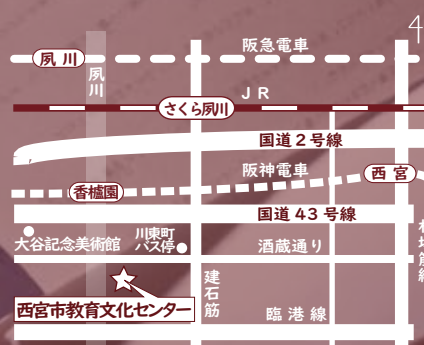 4
阪急電車
夙川
夙川
JR
さくら夙川
国道2号線
阪神電車
西宮
香櫨園
国道43号線
大谷記念美術館
川東町
バス停
酒蔵通り
建石筋
西宮市教育文化センター
臨港線